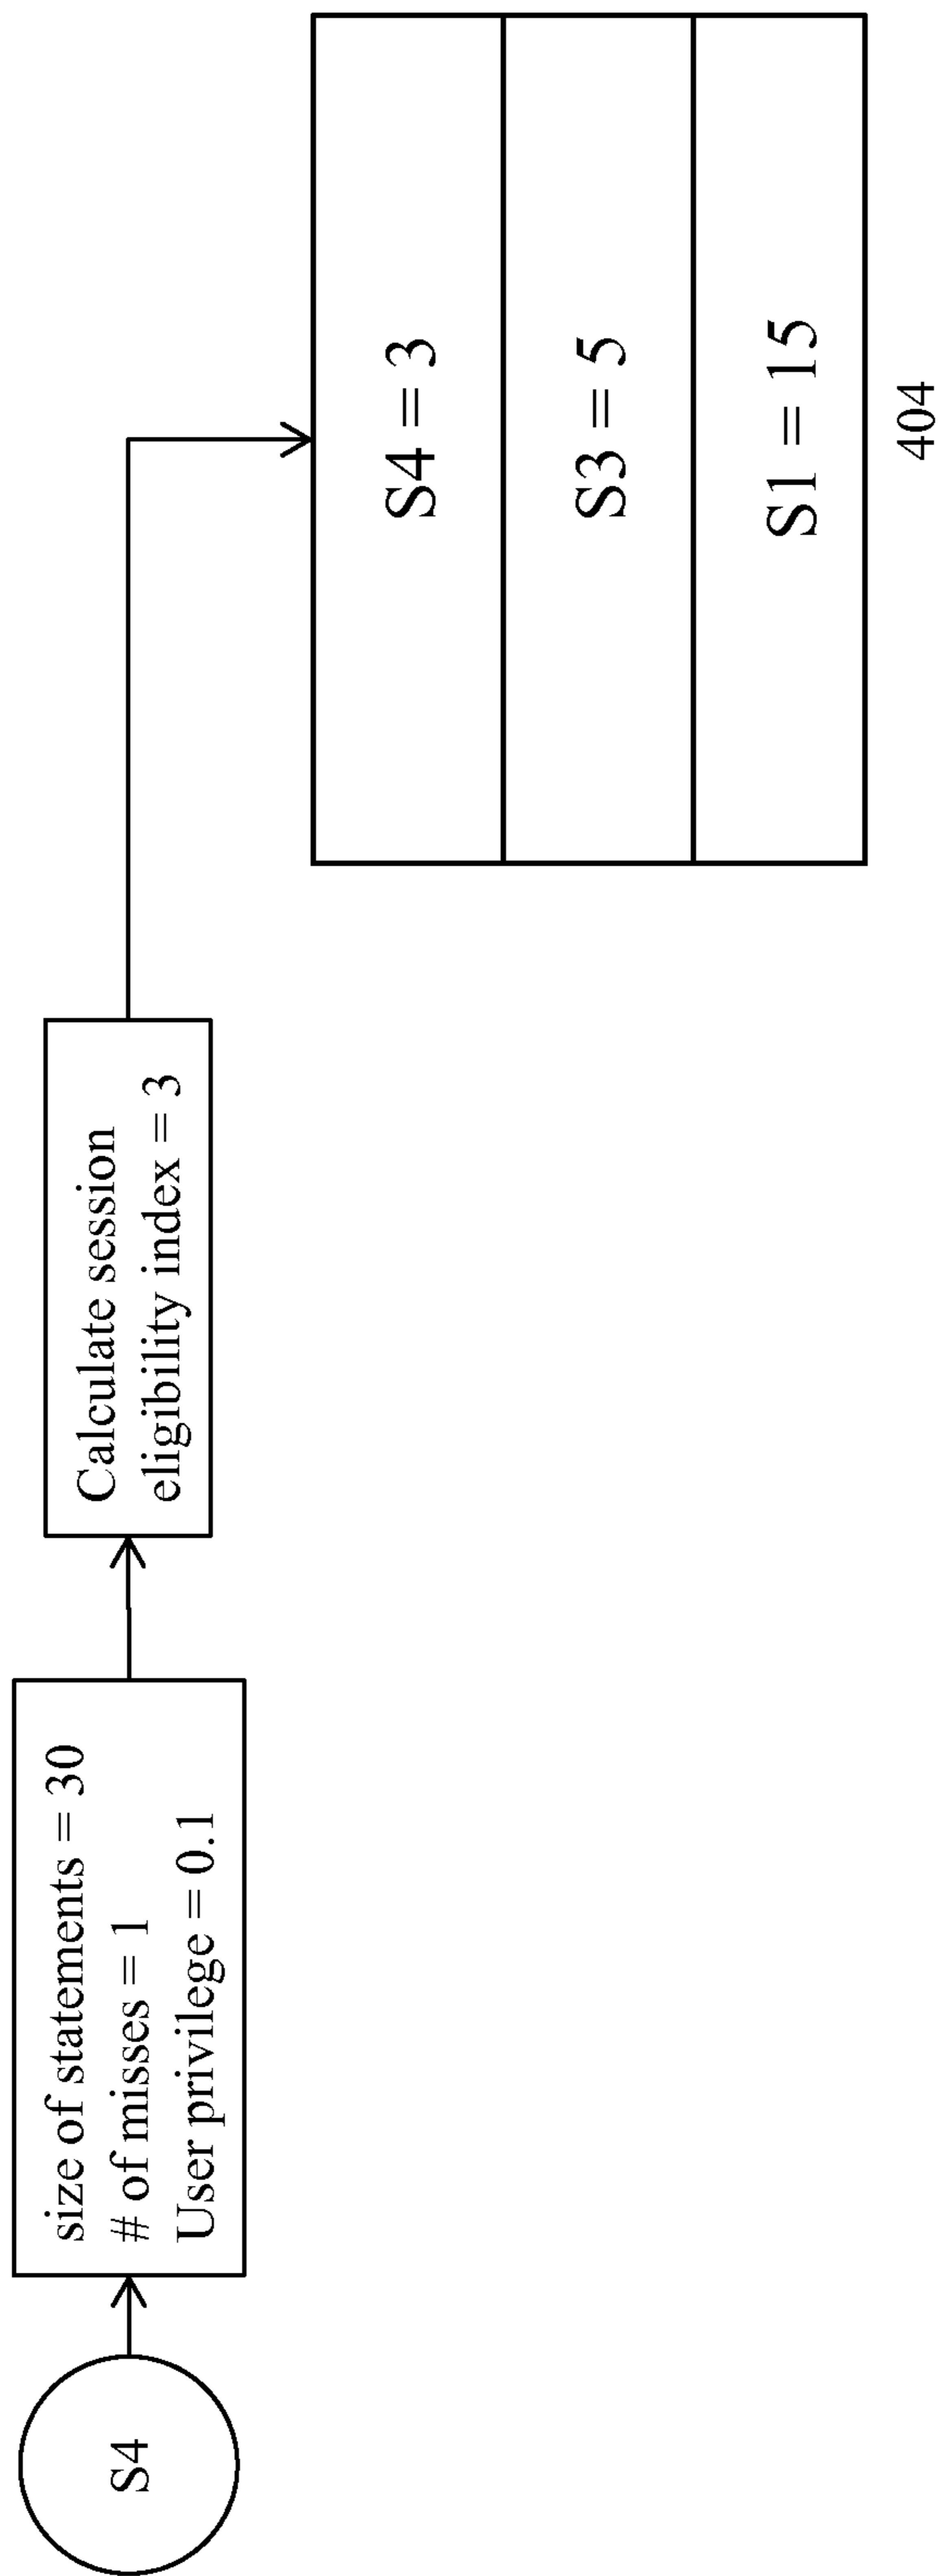 S4
size of statements = 30
# of misses = 1
User privilege = 0.1
Calculate session
eligibility index = 3
S4 = 3
S3 = 5
S1 = 15
404